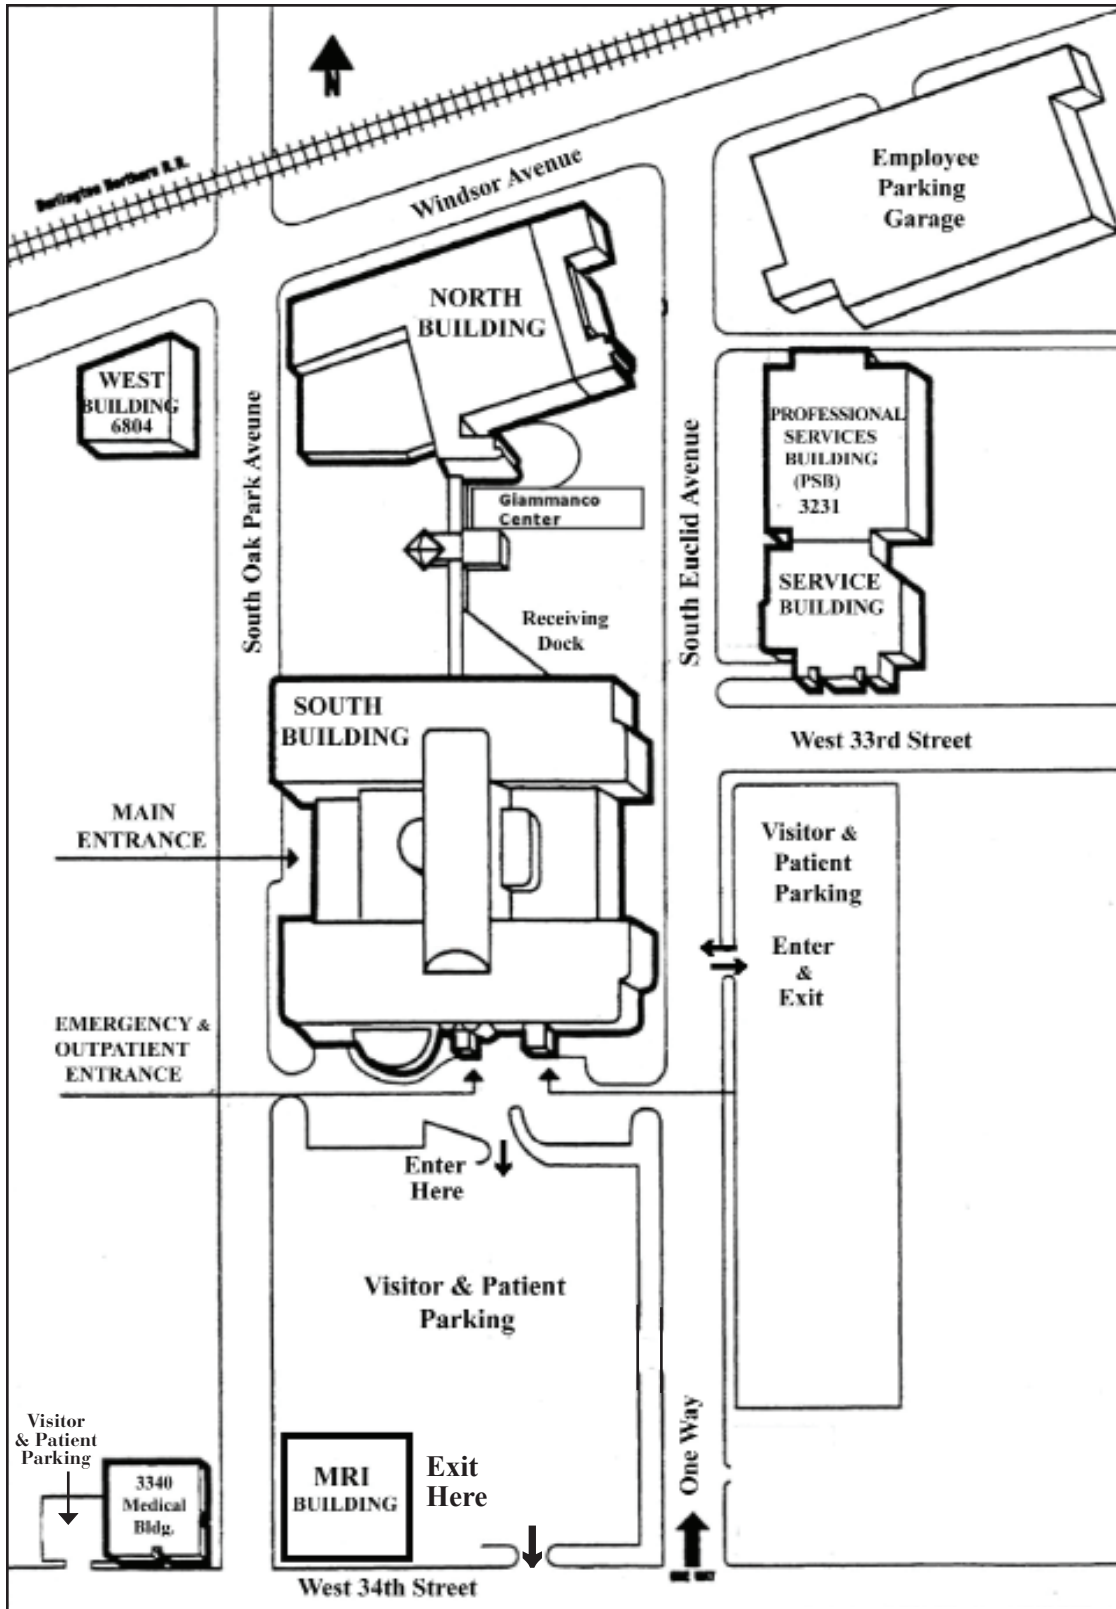 N
Burlington Northern R.R.
Windsor Avenue
Employee
Parking
Garage
NORTH
BUILDING
WEST
BUILDING
6804
South Oak Park Aveune
PROFESSIONAL
SERVICES
BUILDING
(PSB)
3231
Giammanco
Center
South Euclid Avenue
SERVICE
BUILDING
Receiving
Dock
SOUTH
BUILDING
West 33rd Street
MAIN
ENTRANCE
Visitor &
Patient
Parking
Enter
&
Exit
EMERGENCY &
OUTPATIENT
ENTRANCE
Enter
Here
Visitor & Patient
Parking
Visitor
& Patient
Parking
3340
Medical
Bldg.
MRI
BUILDING
Exit
Here
One Way
ONE WAY
West 34th Street